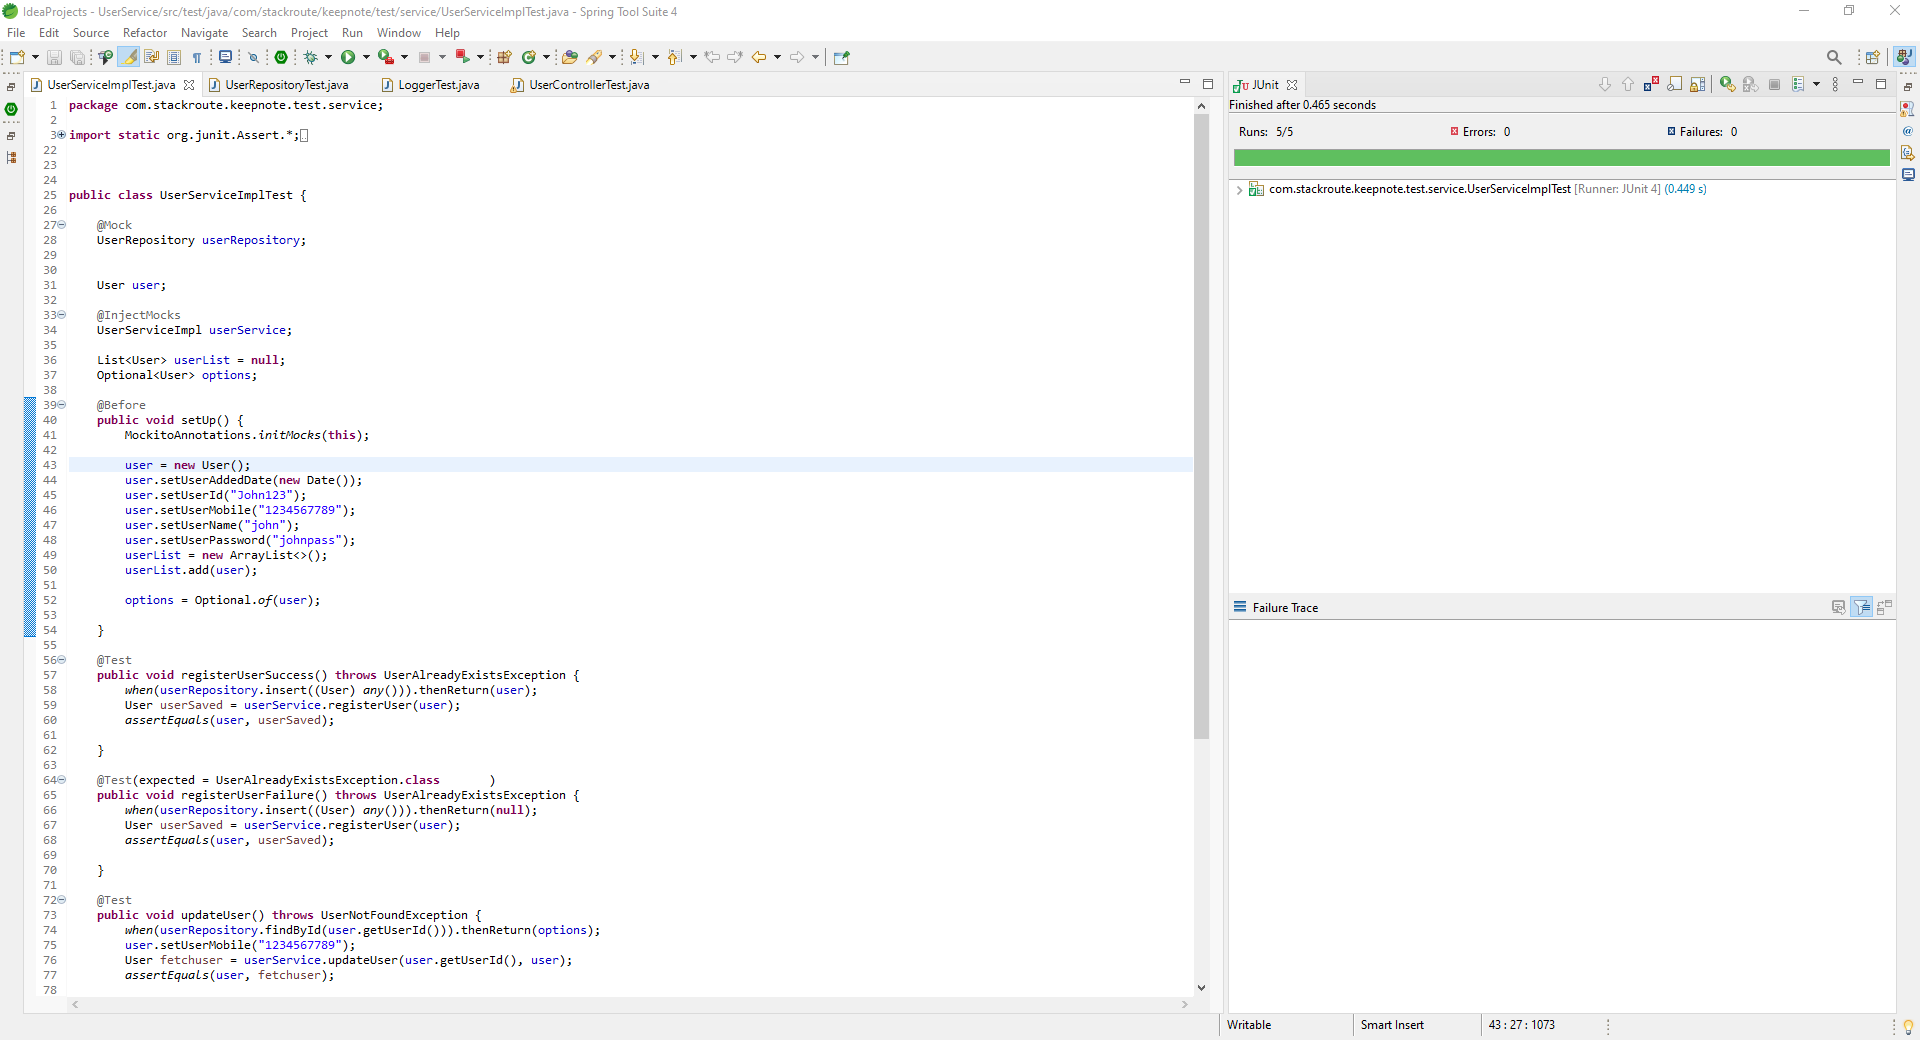 IdeaProjects - UserService/src/test/java/com/stackroute/keepnote/test/service/UserServiceImplTest.java - Spring Tool Suite 4
File Edit Source Refactor Navigate Search Project Run Window Help
UserServiceImplTest.java UserRepositoryTest.java LoggerTest.java UserControllerTest.java
1 package com.stackroute.keepnote.test.service;
2
3 import static org.junit.Assert.*;
22
23
24
25 public class UserServiceImplTest {
26
27 @Mock
28 UserRepository userRepository;
29
30
31 User user;
32
33 @InjectMocks
34 UserServiceImpl userService;
35
36 List<User> userList = null;
37 Optional<User> options;
38
39 @Before
40 public void setUp() {
41 MockitoAnnotations.initMocks(this);
42
43 user = new User();
44 user.setUserAddedDate(new Date());
45 user.setUserId("John123");
46 user.setUserMobile("1234567789");
47 user.setUserName("john");
48 user.setUserPassword("johnpass");
49 userList = new ArrayList<>();
50 userList.add(user);
51
52 options = Optional.of(user);
53
54 }
55
56 @Test
57 public void registerUserSuccess() throws UserAlreadyExistsException {
58 when(userRepository.insert((User) any())).thenReturn(user);
59 User userSaved = userService.registerUser(user);
60 assertEquals(user, userSaved);
61
62 }
63
64 @Test(expected = UserAlreadyExistsException.class )
65 public void registerUserFailure() throws UserAlreadyExistsException {
66 when(userRepository.insert((User) any())).thenReturn(null);
67 User userSaved = userService.registerUser(user);
68 assertEquals(user, userSaved);
69
70 }
71
72 @Test
73 public void updateUser() throws UserNotFoundException {
74 when(userRepository.findById(user.getUserId())).thenReturn(options);
75 user.setUserMobile("1234567789");
76 User fetchuser = userService.updateUser(user.getUserId(), user);
77 assertEquals(user, fetchuser);
78
JUnit
Finished after 0.465 seconds
Runs: 5/5 Errors: 0 Failures: 0
com.stackroute.keepnote.test.service.UserServiceImplTest [Runner: JUnit 4] (0.449 s)
Failure Trace
Writable Smart Insert 43 : 27 : 1073